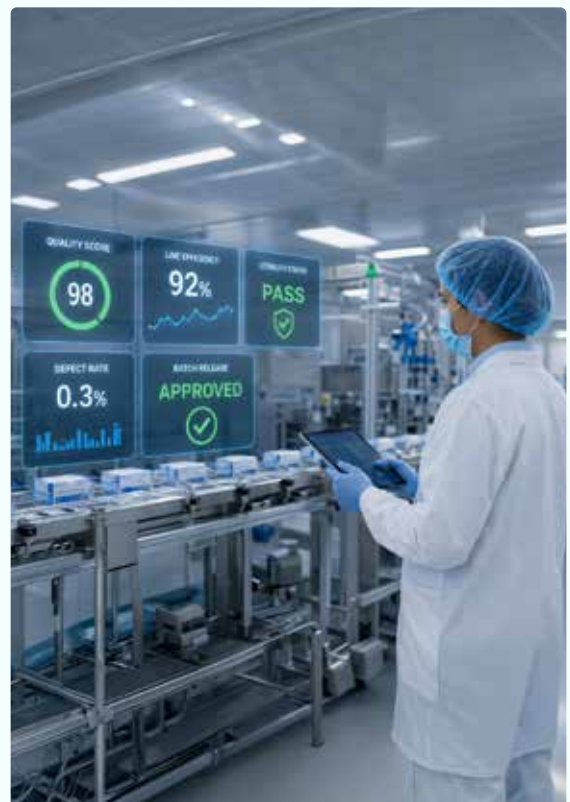 QUALITY SCORE
98
LINE EFFICIENCY
92%
PASS
DEFECT RATE
0.3%
BATCH RELEASE
APPROVED